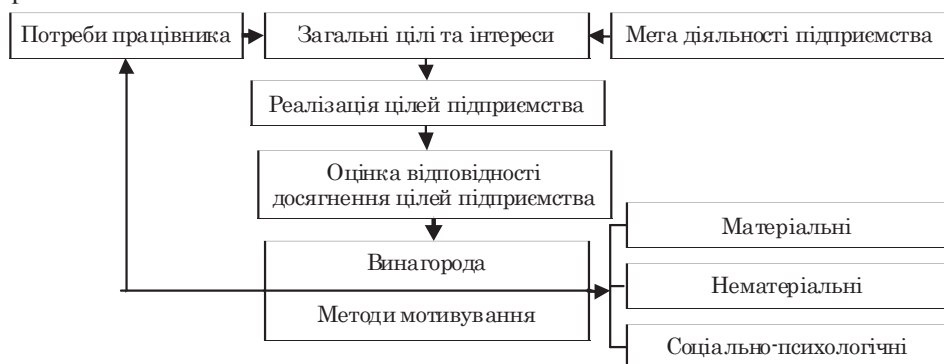 Потреби працівника
Загальні цілі та інтереси
Мета діяльності підприємства
Реалізація цілей підприємства
Оцінка відповідності
досягнення цілей підприємства
Винагорода
Методи мотивування
Матеріальні
Нематеріальні
Соціально-психологічні